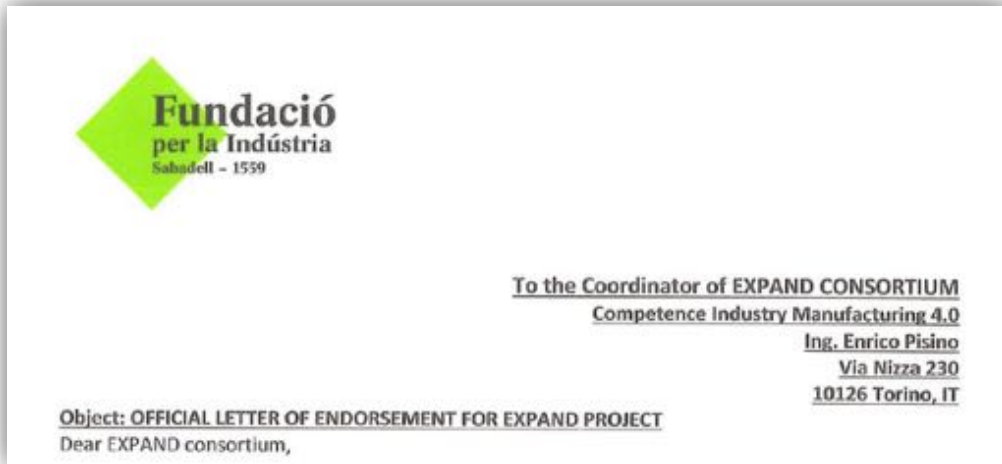 Fundació
per la Indústria
Sabadell – 1559
To the Coordinator of EXPAND CONSORTIUM
Competence Industry Manufacturing 4.0
Ing. Enrico Pisino
Via Nizza 230
10126 Torino, IT
Object: OFFICIAL LETTER OF ENDORSEMENT FOR EXPAND PROJECT
Dear EXPAND consortium,